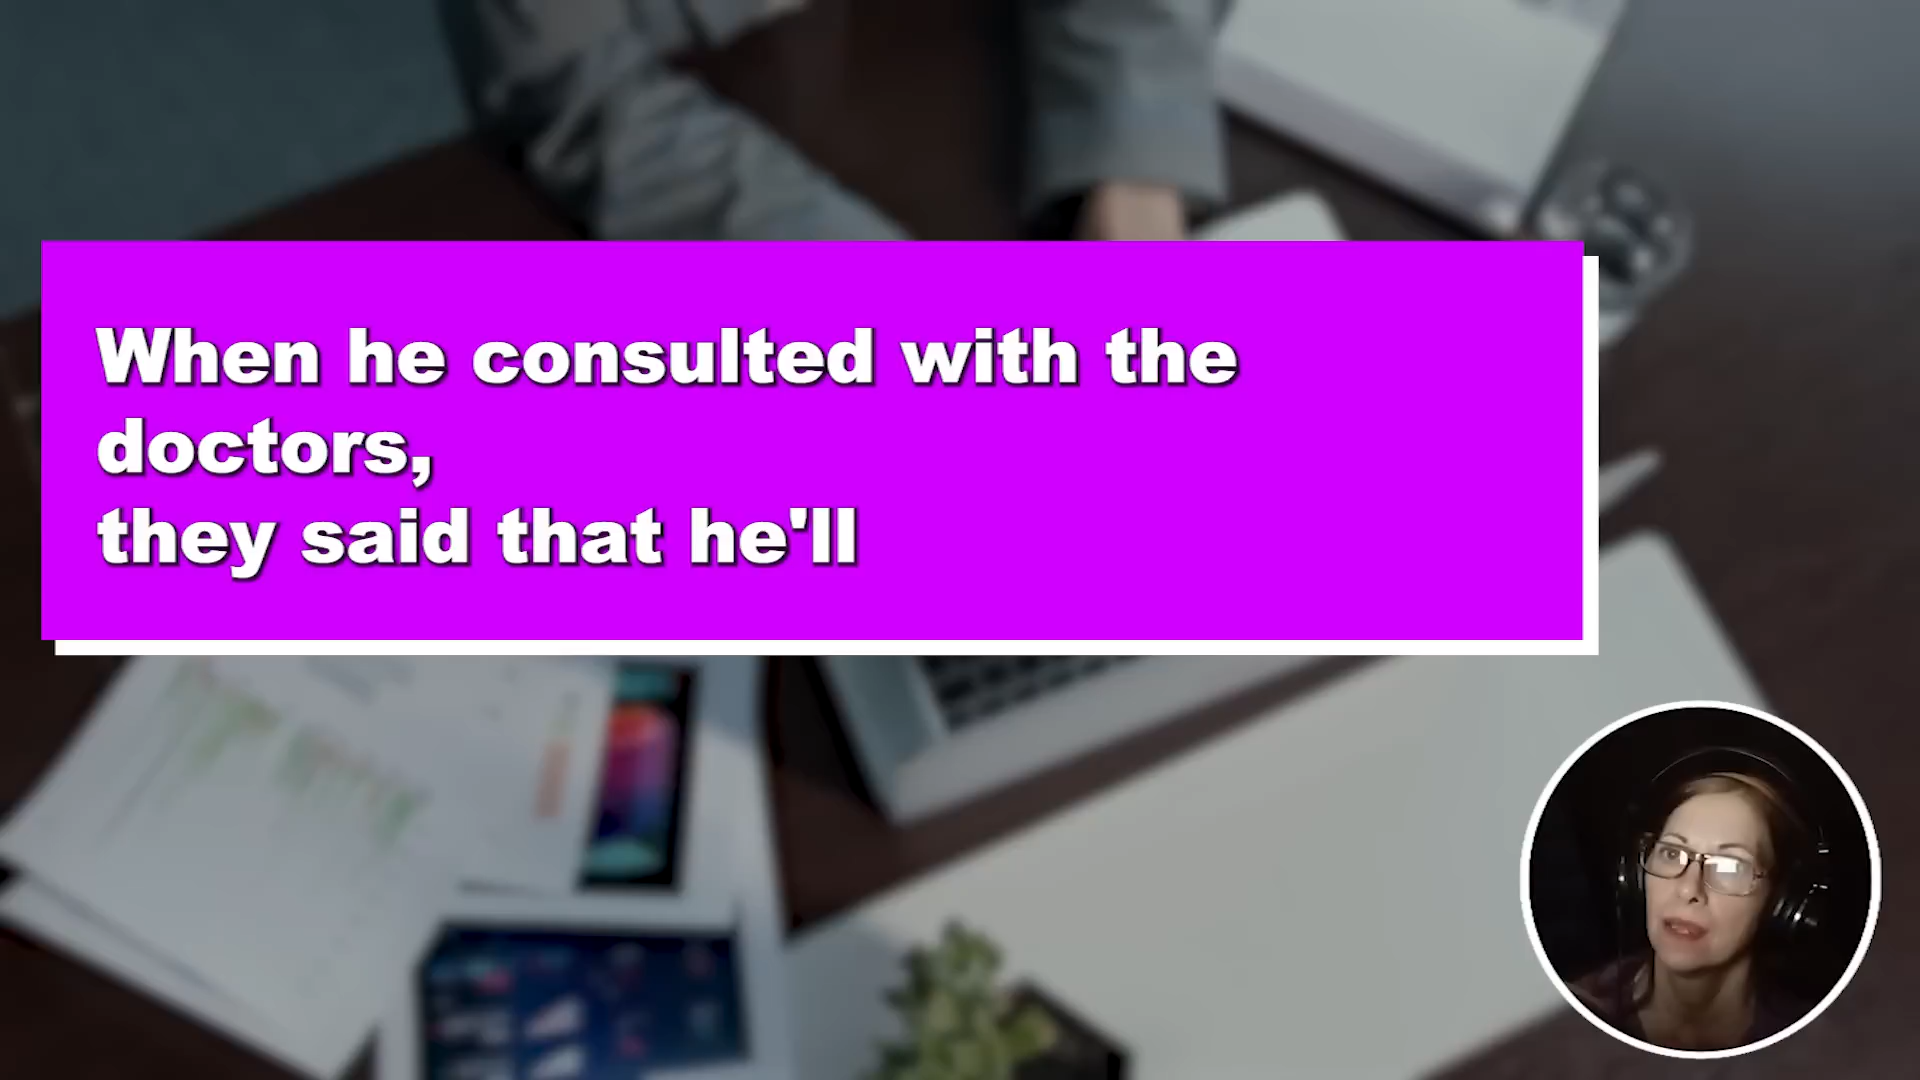 When he consulted with the
doctors,
they said that he'll